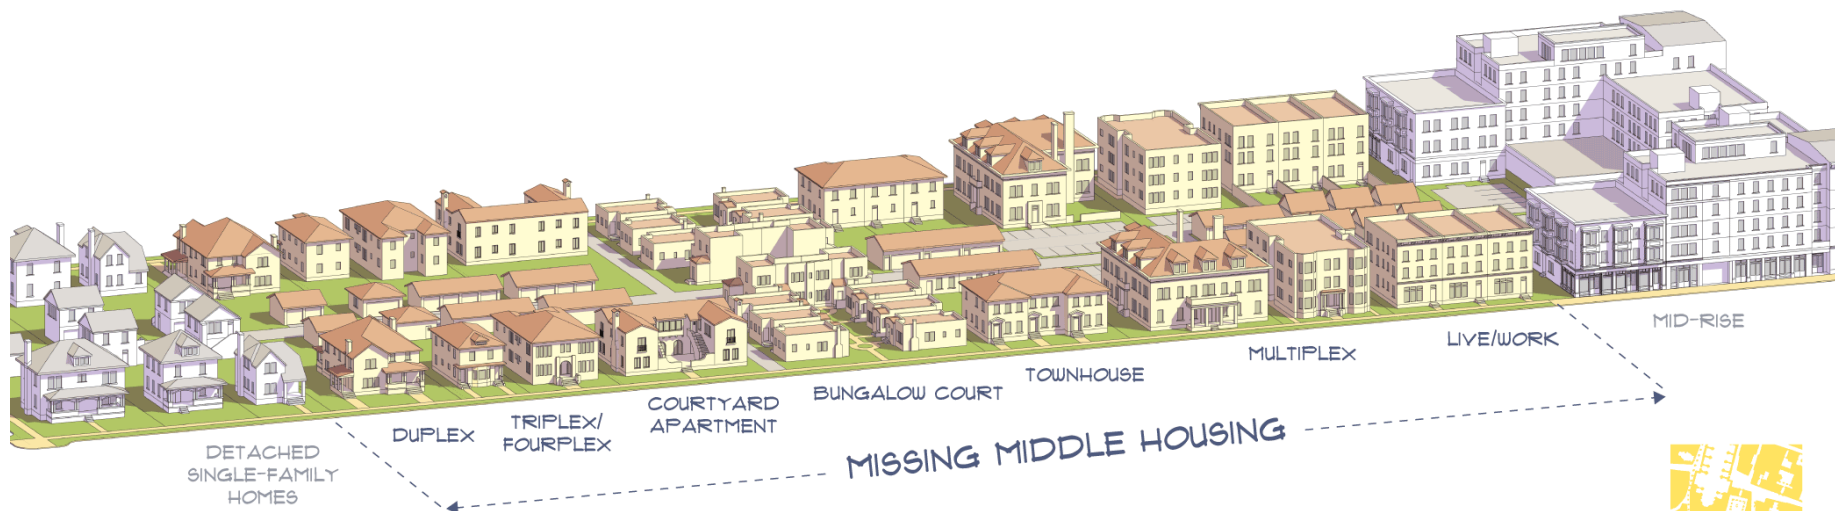 DETACHED
SINGLE-FAMILY
HOMES
DUPLEX
TRIPLEX/
FOURPLEX
COURTYARD
APARTMENT
BUNGALOW COURT
TOWNHOUSE
MULTIPLEX
LIVE/WORK
MID-RISE
MISSING MIDDLE HOUSING